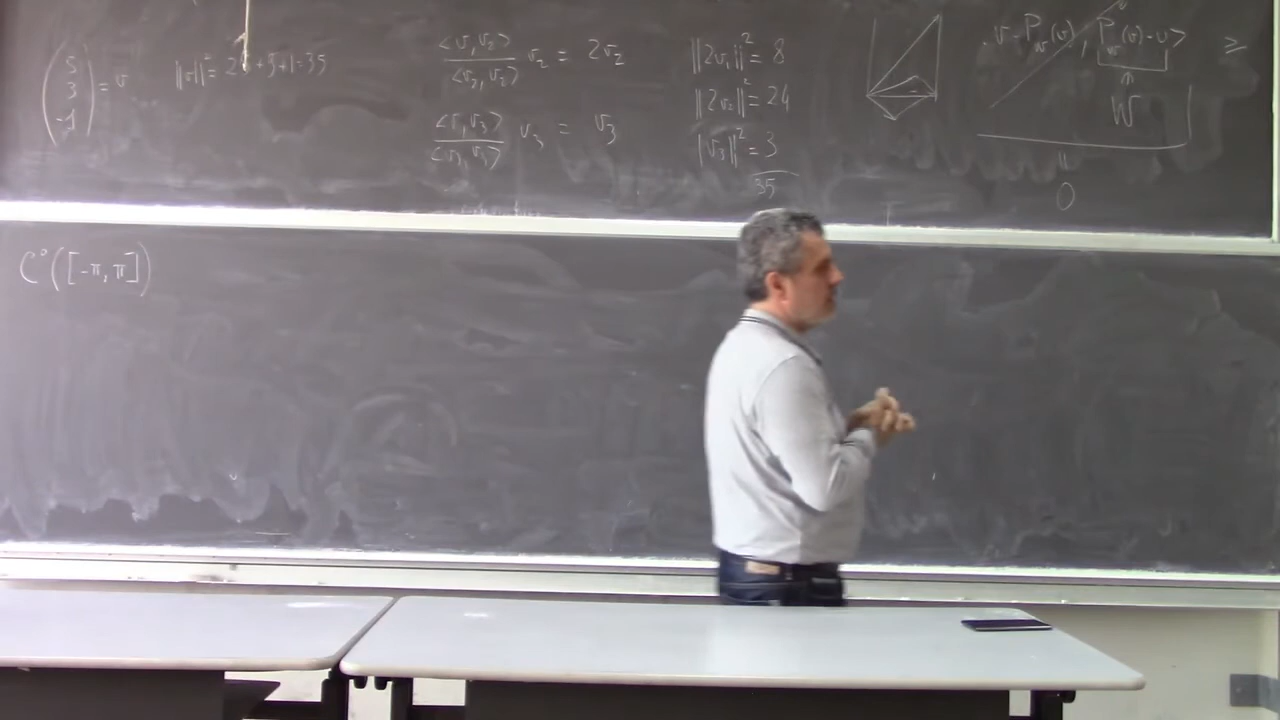 (5 3 -1) = v
||v||² = 25+9+1=35
<v,v₂> / <v₂,v₂> v₂ = 2v₂
<v,v₃> / <v₃,v₃> v₃ = v₃
||2v₁||² = 8
||2v₂||² = 24
||v₃||² = 3
35
v - P_W(v), P_W(v) - u> ≥
↑
W
"
0
C⁰([-π, π])